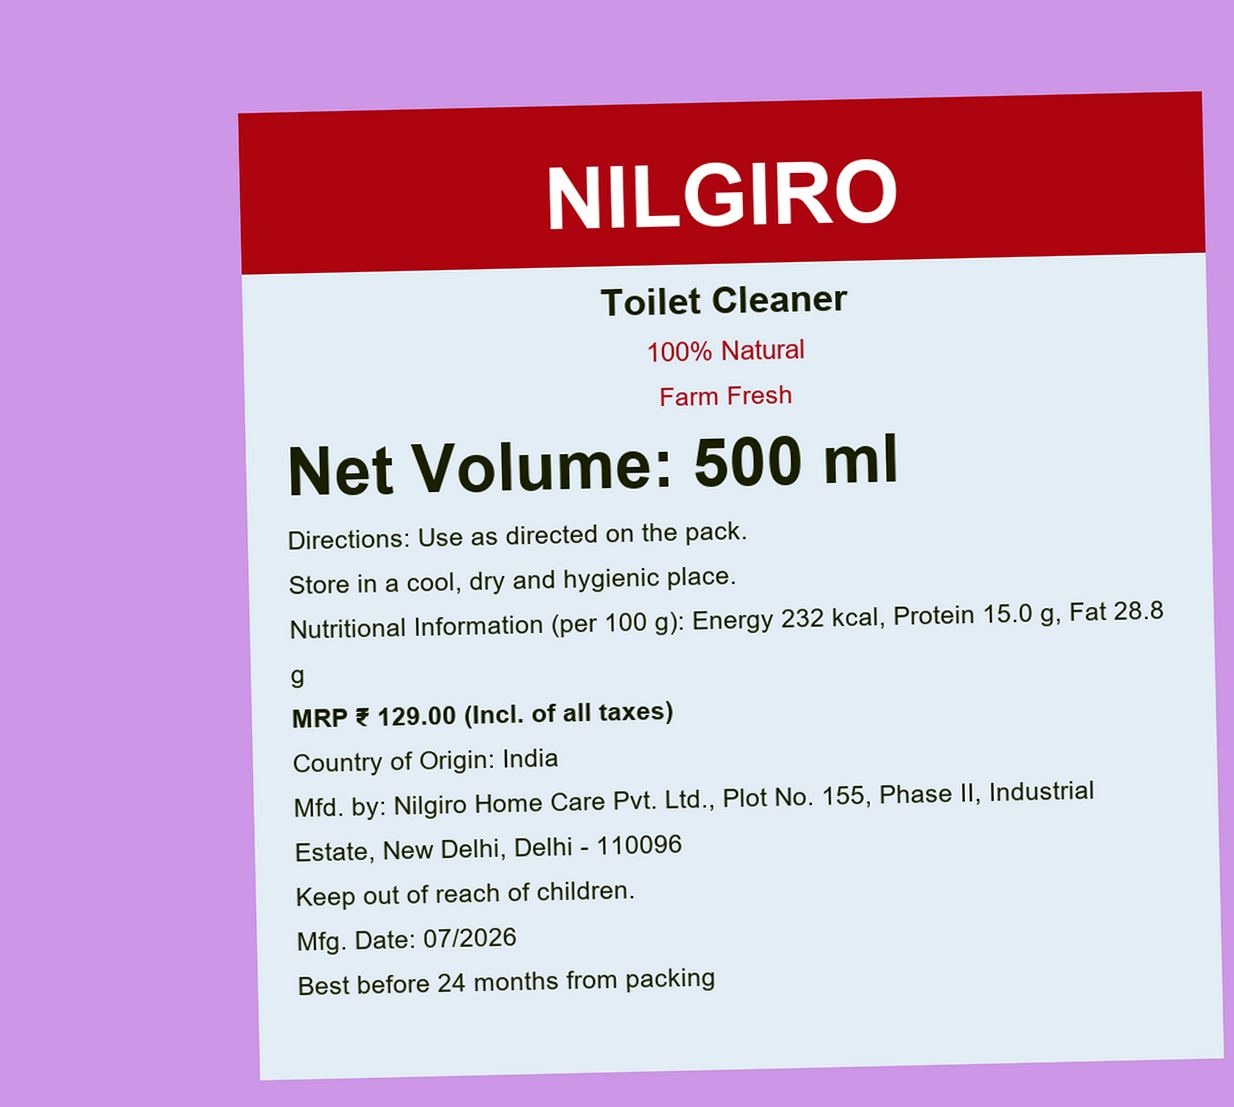 NILGIRO
Toilet Cleaner
100% Natural
Farm Fresh
Net Volume: 500 ml
Directions: Use as directed on the pack.
Store in a cool, dry and hygienic place.
Nutritional Information (per 100 g): Energy 232 kcal, Protein 15.0 g, Fat 28.8
g
MRP ₹ 129.00 (Incl. of all taxes)
Country of Origin: India
Mfd. by: Nilgiro Home Care Pvt. Ltd., Plot No. 155, Phase II, Industrial
Estate, New Delhi, Delhi - 110096
Keep out of reach of children.
Mfg. Date: 07/2026
Best before 24 months from packing